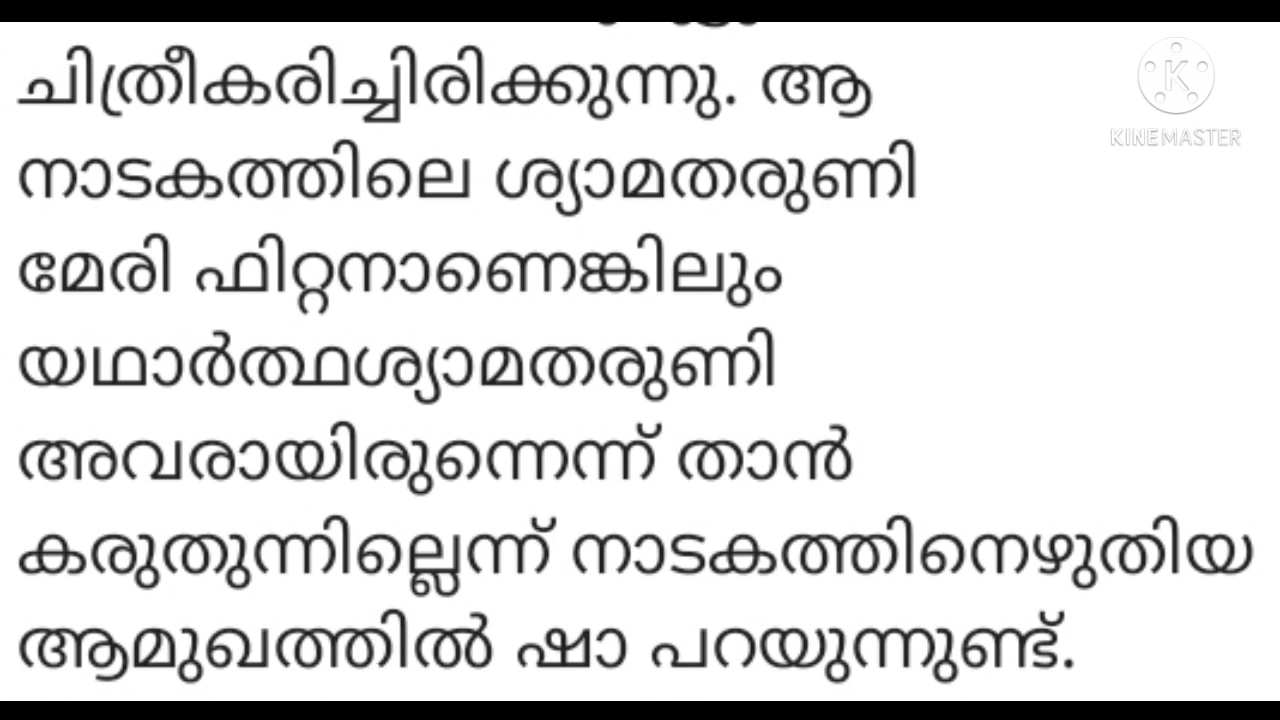 ചിത്രീകരിച്ചിരിക്കുന്നു. ആ
നാടകത്തിലെ ശ്യാമതരുണി
മേരി ഫിറ്റനാണെങ്കിലും
യഥാർത്ഥശ്യാമതരുണി
അവരായിരുന്നെന്ന് താൻ
കരുതുന്നില്ലെന്ന് നാടകത്തിനെഴുതിയ
ആമുഖത്തിൽ ഷാ പറയുന്നുണ്ട്.
K
KINEMASTER